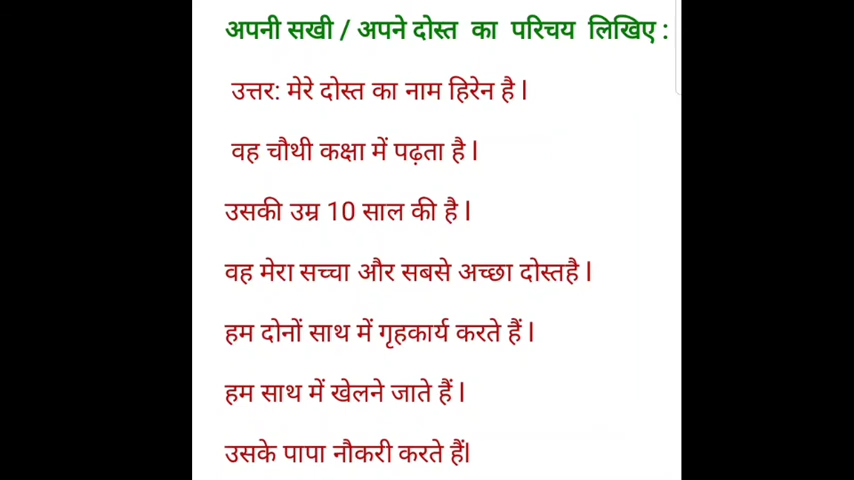 अपनी सखी / अपने दोस्त का परिचय लिखिए :
उत्तर: मेरे दोस्त का नाम हिरेन है l
वह चौथी कक्षा में पढ़ता है l
उसकी उम्र 10 साल की है l
वह मेरा सच्चा और सबसे अच्छा दोस्तहै l
हम दोनों साथ में गृहकार्य करते हैं l
हम साथ में खेलने जाते हैं l
उसके पापा नौकरी करते हैंl